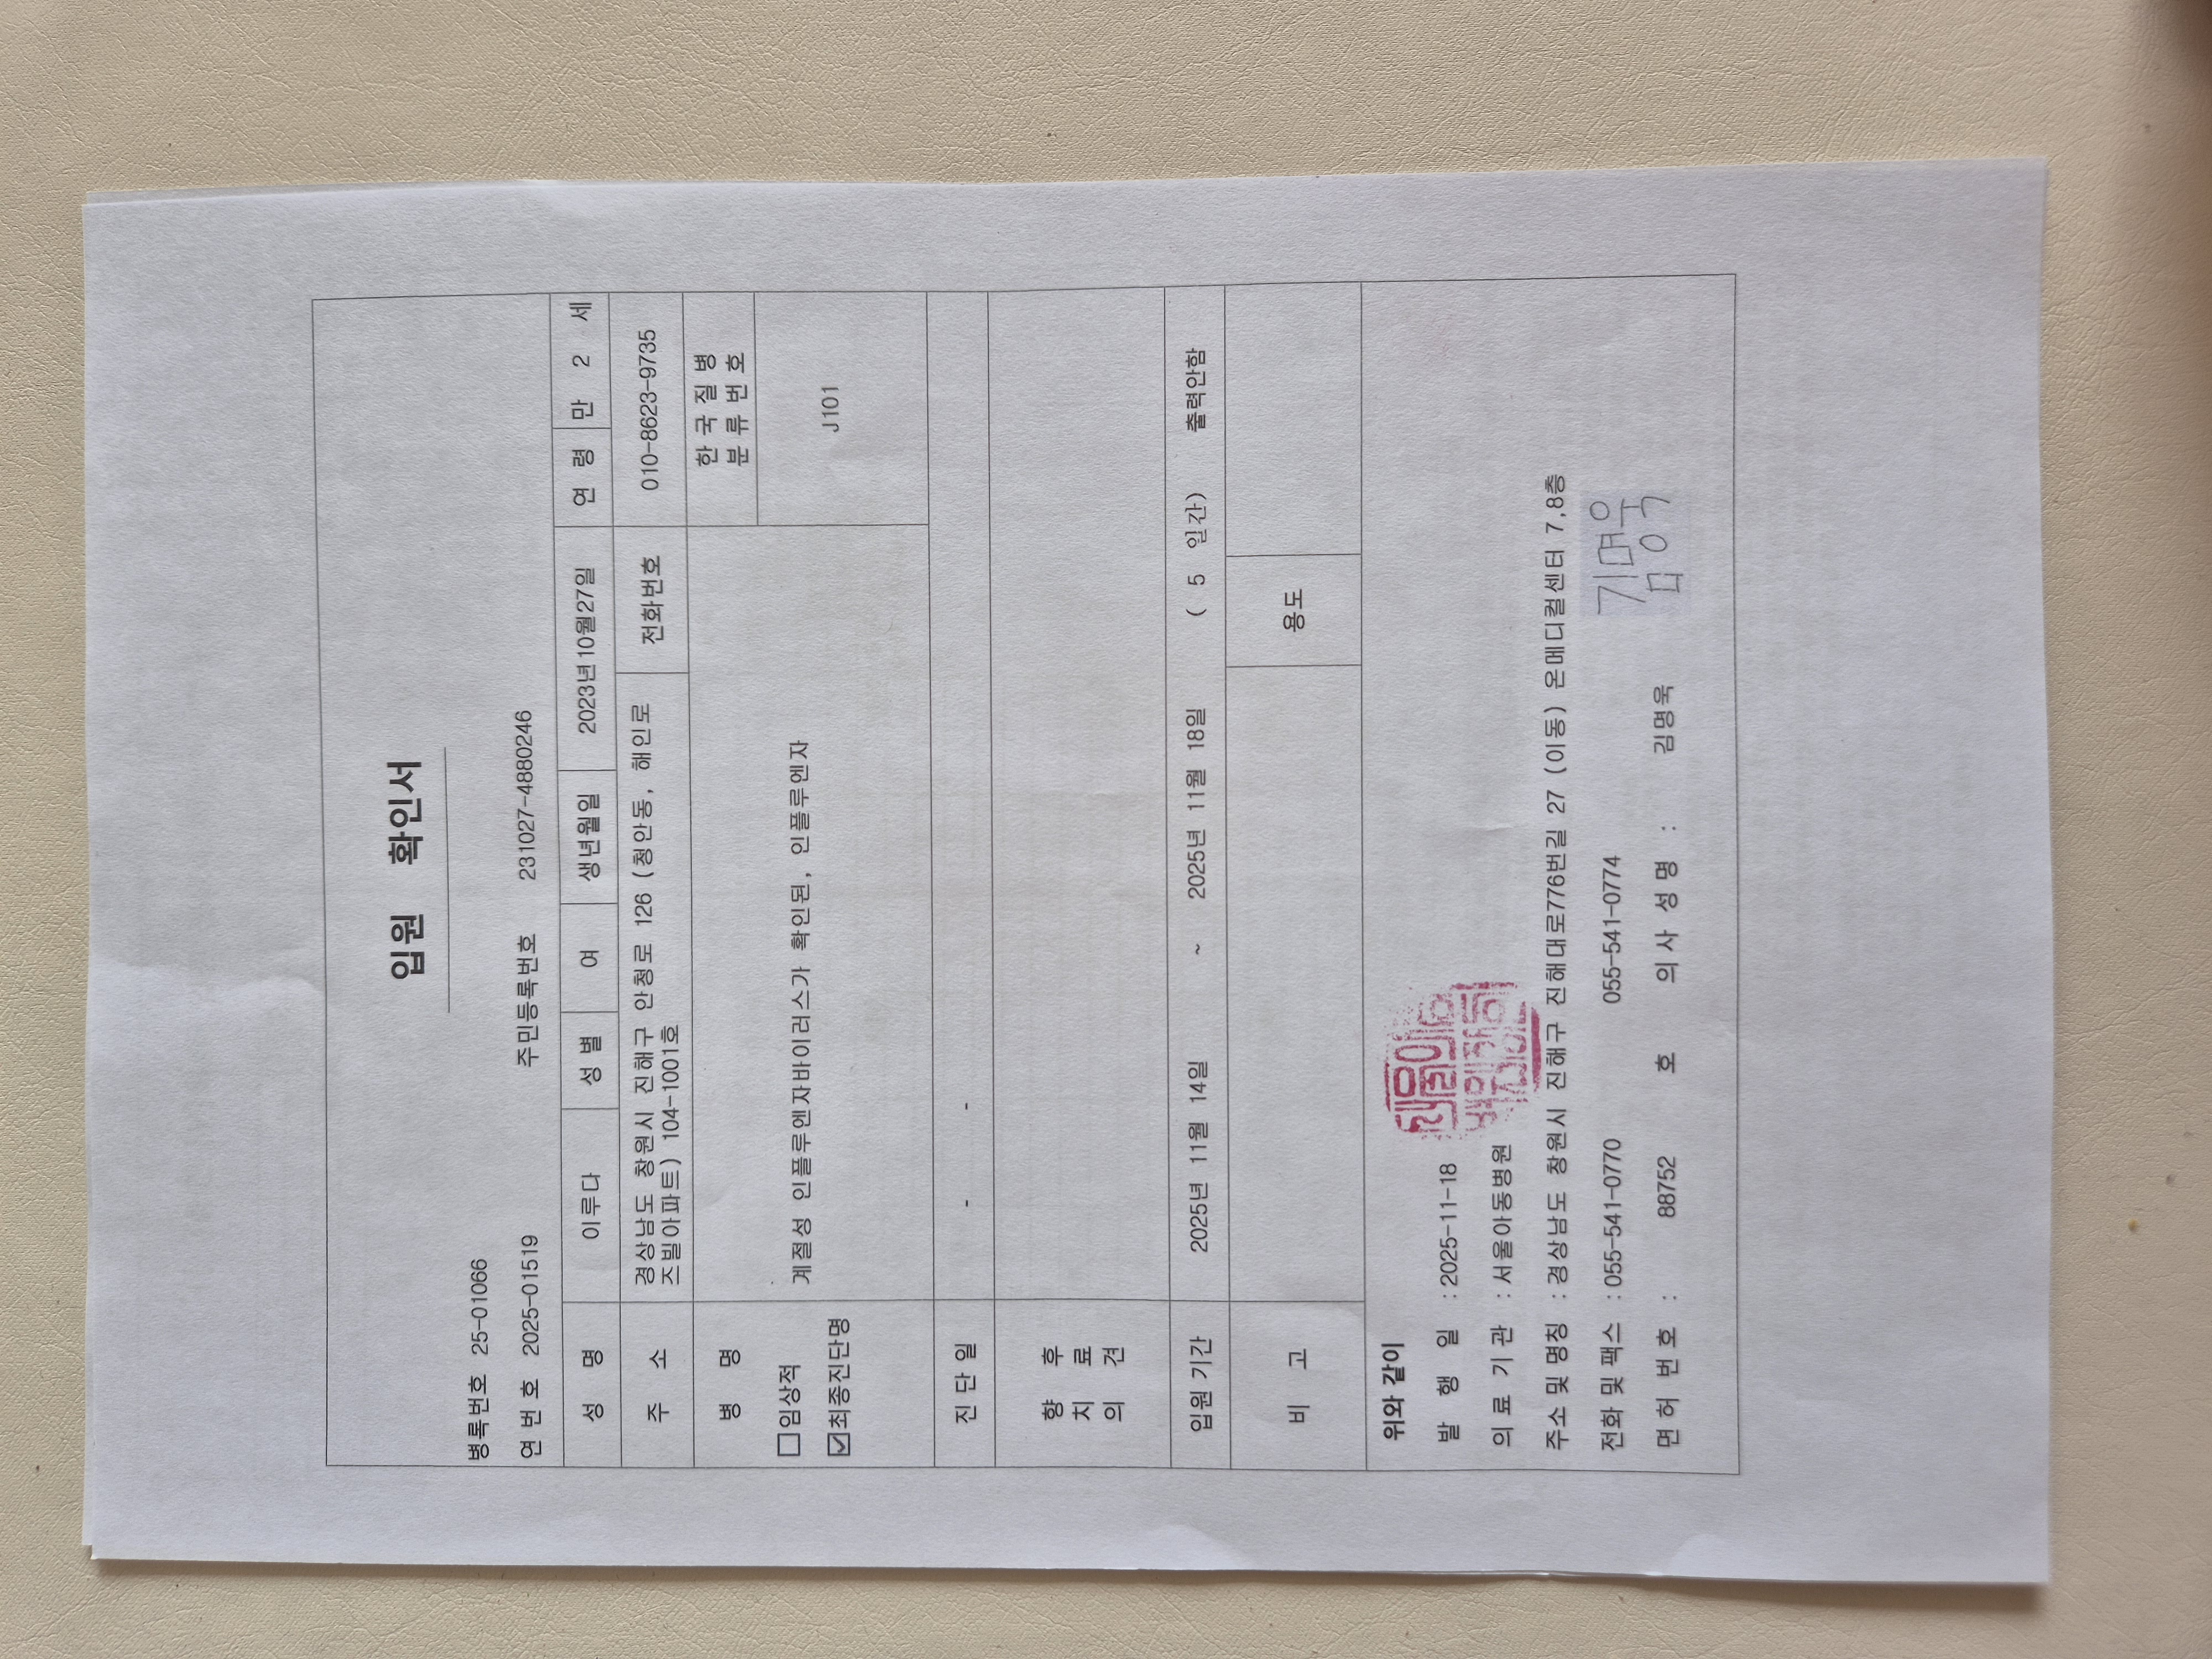 입원 확인서
병록번호 25-01066
연 번 호 2025-01519 주민등록번호 231027-4880246
성 명 이루다 성 별 여 생년월일 2023년10월27일 연 령 만 2 세
주 소 경상남도 창원시 진해구 안청로 126 (청안동, 해인로즈빌아파트) 104-1001호 전화번호 010-8623-9735
병 명
한 국 질 병
분 류 번 호
□임상적
☑최종진단명
계절성 인플루엔자바이러스가 확인된, 인플루엔자
J101
진 단 일 - -
향 후
치 료
의 견
입원 기간 2025년 11월 14일 ~ 2025년 11월 18일 ( 5 일간) 출력안함
비 고 용도
위와 같이
발 행 일 : 2025-11-18
의 료 기 관 : 서울아동병원
주소 및 명칭 : 경상남도 창원시 진해구 진해대로776번길 27 (이동) 온메디컬센터 7,8층
전화 및 팩스 : 055-541-0770 055-541-0774
면 허 번 호 : 88752 호 의 사 성 명 : 김명욱
김명욱